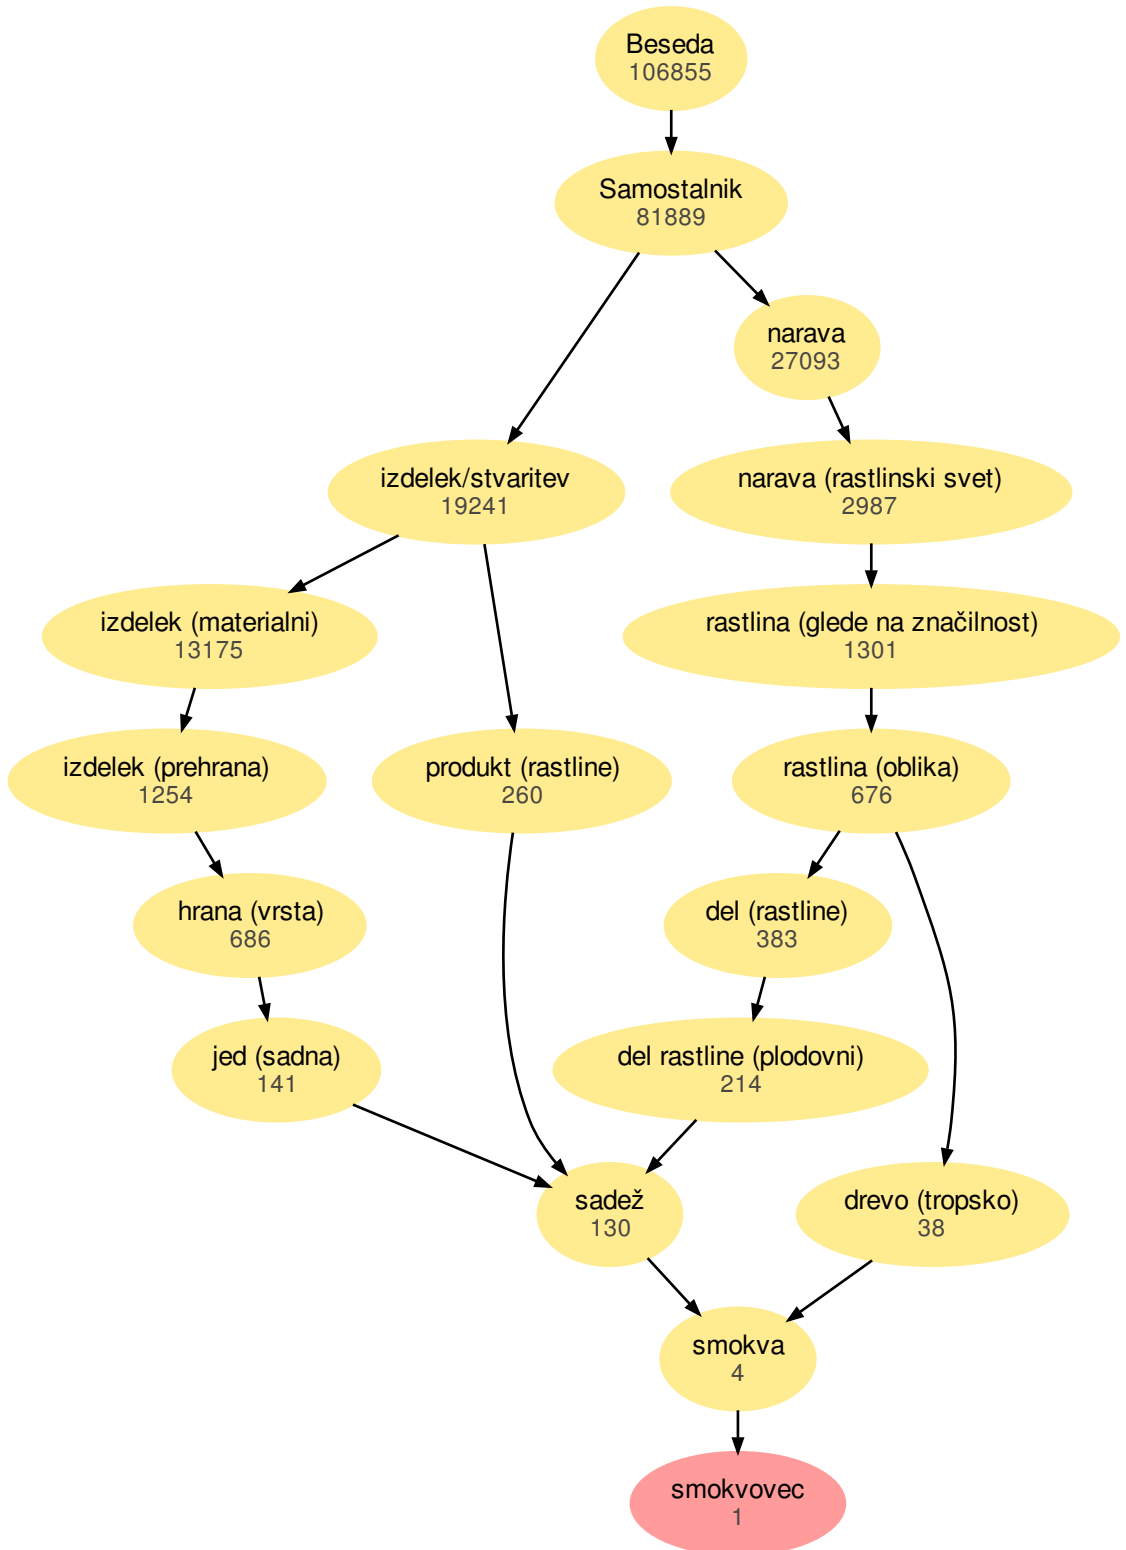 Beseda
106855
Samostalnik
81889
narava
27093
izdelek/stvaritev
19241
narava (rastlinski svet)
2987
izdelek (materialni)
13175
rastlina (glede na značilnost)
1301
izdelek (prehrana)
1254
produkt (rastline)
260
rastlina (oblika)
676
hrana (vrsta)
686
del (rastline)
383
jed (sadna)
141
del rastline (plodovni)
214
sadež
130
drevo (tropsko)
38
smokva
4
smokvovec
1